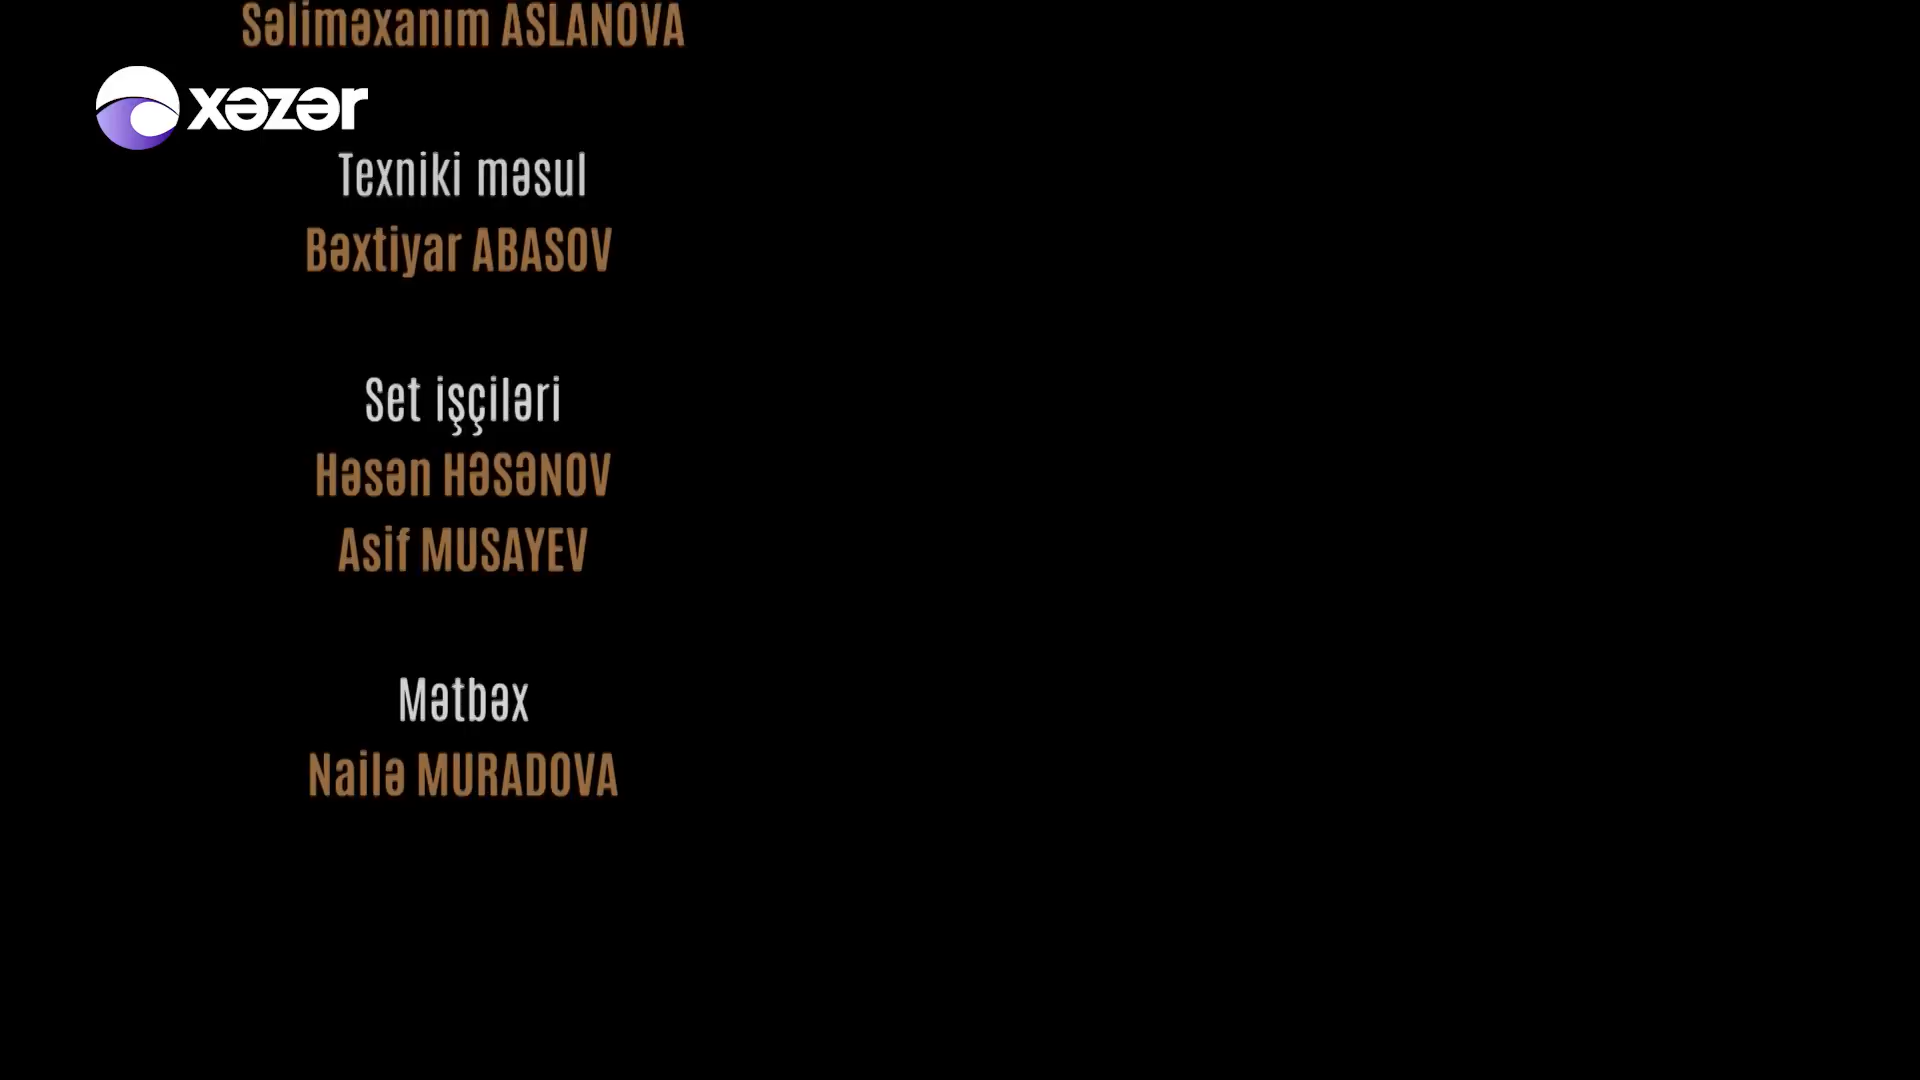 Səliməxanım ASLANOVA
xəzər
Texniki məsul
Bəxtiyar ABASOV
Set işçiləri
Həsən HƏSƏNOV
Asif MUSAYEV
Mətbəx
Nailə MURADOVA